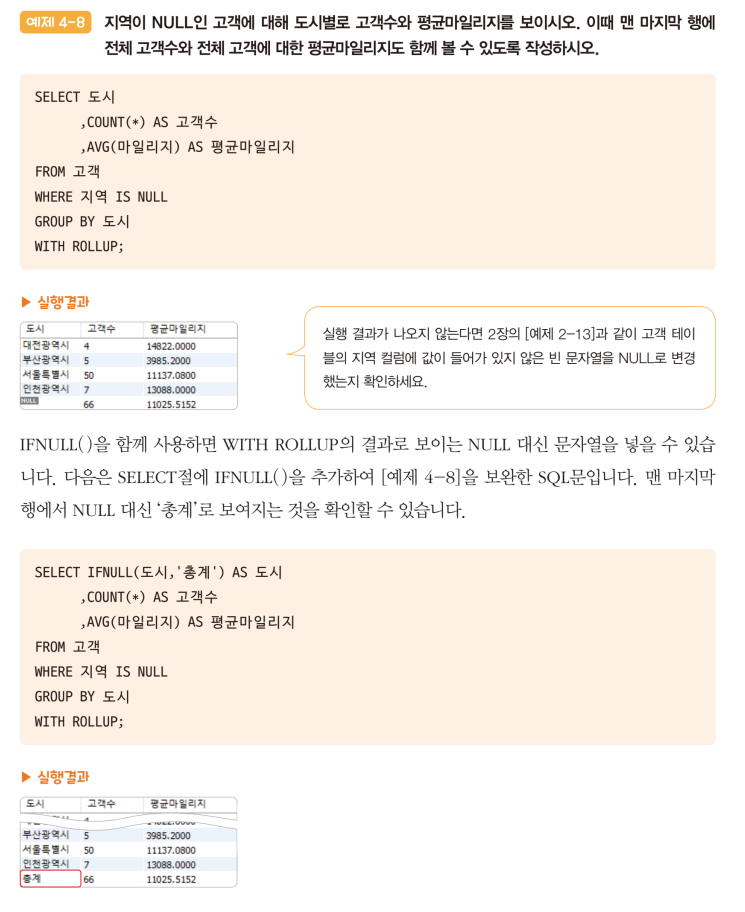 예제 4-8 지역이 NULL인 고객에 대해 도시별로 고객수와 평균마일리지를 보이시오. 이때 맨 마지막 행에
전체 고객수와 전체 고객에 대한 평균마일리지도 함께 볼 수 있도록 작성하시오.
SELECT 도시
,COUNT(*) AS 고객수
,AVG(마일리지) AS 평균마일리지
FROM 고객
WHERE 지역 IS NULL
GROUP BY 도시
WITH ROLLUP;
▶ 실행결과
도시 고객수 평균마일리지
대전광역시 4 14822.0000
부산광역시 5 3985.2000
서울특별시 50 11137.0800
인천광역시 7 13088.0000
NULL 66 11025.5152
실행 결과가 나오지 않는다면 2장의 [예제 2-13]과 같이 고객 테이
블의 지역 컬럼에 값이 들어가 있지 않은 빈 문자열을 NULL로 변경
했는지 확인하세요.
IFNULL()을 함께 사용하면 WITH ROLLUP의 결과로 보이는 NULL 대신 문자열을 넣을 수 있습
니다. 다음은 SELECT절에 IFNULL()을 추가하여 [예제 4-8]을 보완한 SQL문입니다. 맨 마지막
행에서 NULL 대신 ‘총계’로 보여지는 것을 확인할 수 있습니다.
SELECT IFNULL(도시,'총계') AS 도시
,COUNT(*) AS 고객수
,AVG(마일리지) AS 평균마일리지
FROM 고객
WHERE 지역 IS NULL
GROUP BY 도시
WITH ROLLUP;
▶ 실행결과
도시 고객수 평균마일리지
부산광역시 5 3985.2000
서울특별시 50 11137.0800
인천광역시 7 13088.0000
총계 66 11025.5152